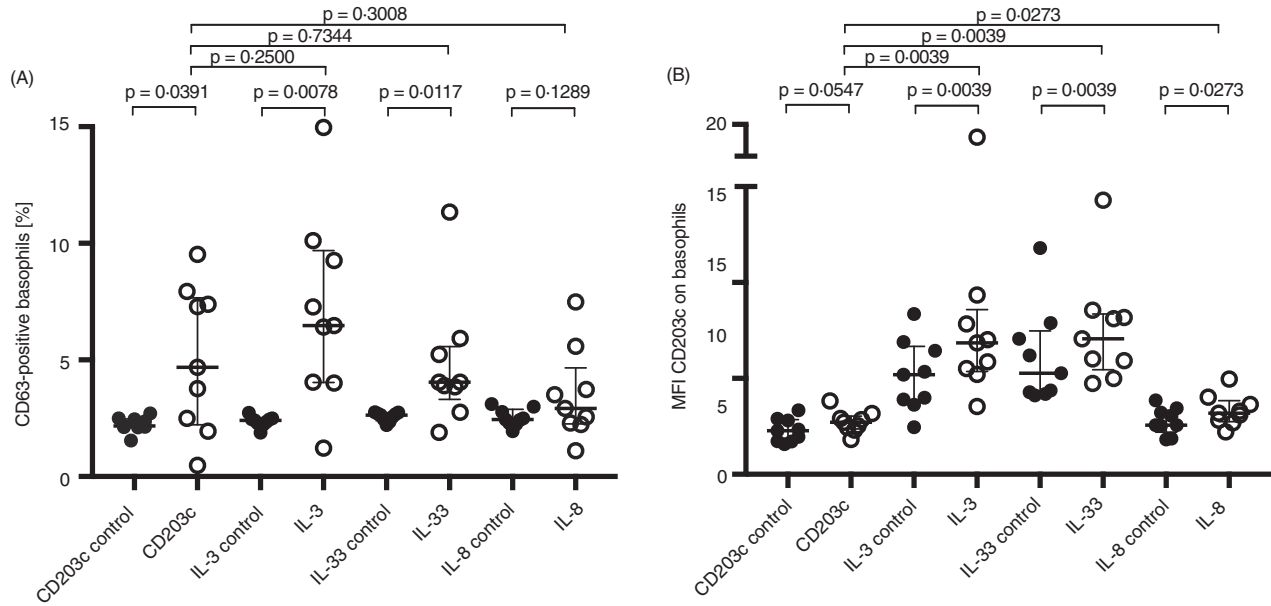 p = 0·3008
p = 0·7344
p = 0·2500
(A)
p = 0·0391 p = 0·0078 p = 0·0117 p = 0·1289
CD63-positive basophils [%]
15
10
5
0
CD203c control
CD203c
IL-3 control
IL-3
IL-33 control
IL-33
IL-8 control
IL-8
p = 0·0273
p = 0·0039
p = 0·0039
(B)
p = 0·0547 p = 0·0039 p = 0·0039 p = 0·0273
MFI CD203c on basophils
20
15
15
10
5
0
CD203c control
CD203c
IL-3 control
IL-3
IL-33 control
IL-33
IL-8 control
IL-8